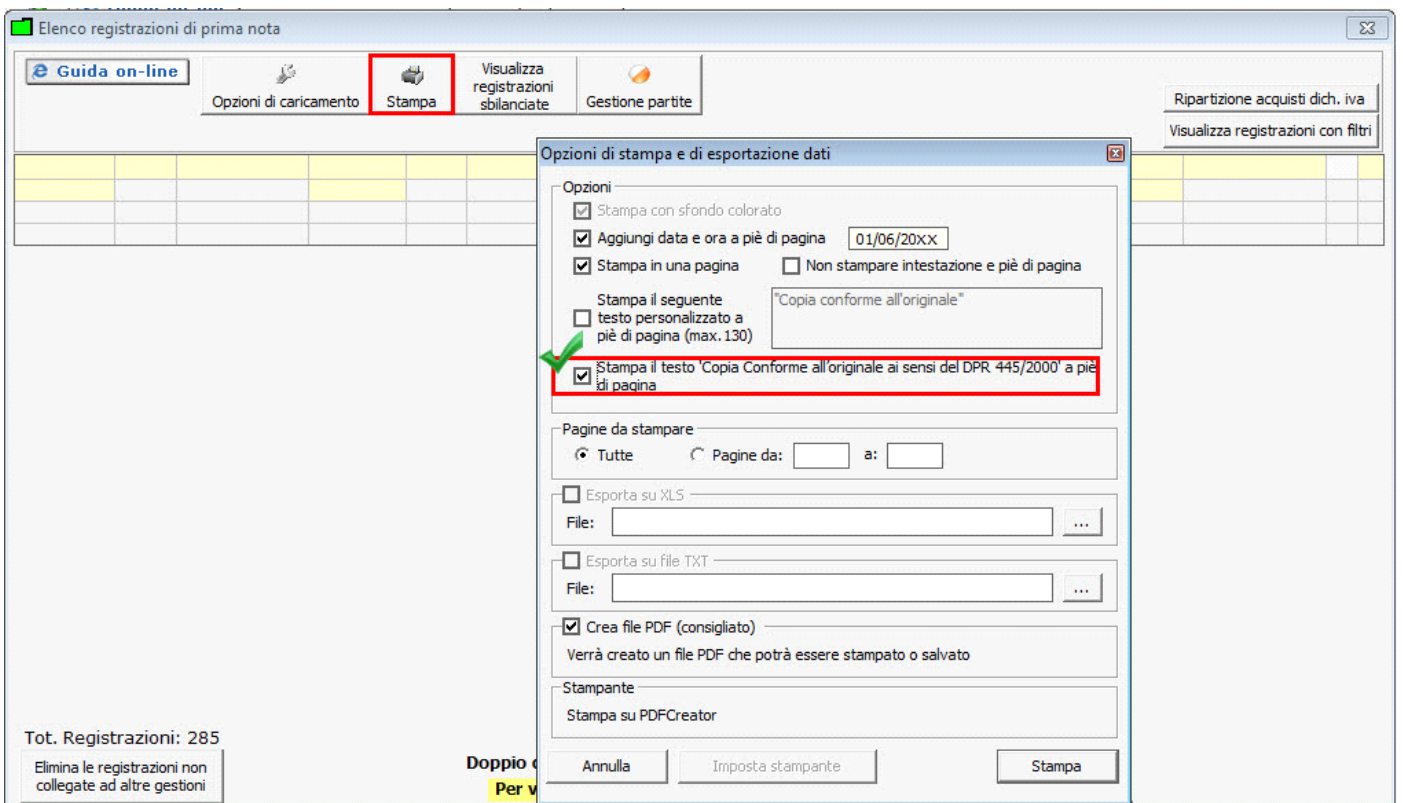 Elenco registrazioni di prima nota
Guida on-line
Opzioni di caricamento
Stampa
Visualizza
registrazioni
sbilanciate
Gestione partite
Ripartizione acquisti dich. iva
Visualizza registrazioni con filtri
Opzioni di stampa e di esportazione dati
Opzioni
Stampa con sfondo colorato
Aggiungi data e ora a piè di pagina 01/06/20XX
Stampa in una pagina Non stampare intestazione e piè di pagina
Stampa il seguente
testo personalizzato a
piè di pagina (max.130)
"Copia conforme all'originale"
Stampa il testo 'Copia Conforme all'originale ai sensi del DPR 445/2000' a piè
di pagina
Pagine da stampare
Tutte Pagine da: a:
Esporta su XLS
File: ...
Esporta su file TXT
File: ...
Crea file PDF (consigliato)
Verrà creato un file PDF che potrà essere stampato o salvato
Stampante
Stampa su PDFCreator
Annulla Imposta stampante Stampa
Tot. Registrazioni: 285
Elimina le registrazioni non
collegate ad altre gestioni
Doppio
Per v